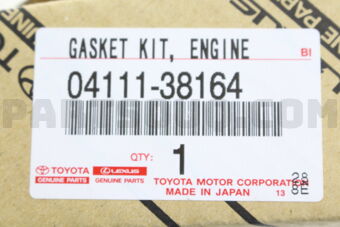 GASKET KIT, ENGINE BI
04111-38164
QTY: 1
TOYOTA LEXUS
GENUINE PARTS GENUINE PARTS
TOYOTA MOTOR CORPORATION
MADE IN JAPAN 13